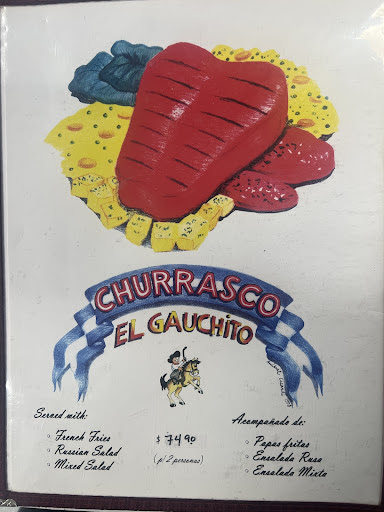 CHURRASCO
EL GAUCHITO
Served with:
◦ French Fries
◦ Russian Salad
◦ Mixed Salad
$ 74 90
(p/ 2 personas)
Acompañado de:
◦ Papas fritas
◦ Ensalada Rusa
◦ Ensalada Mixta